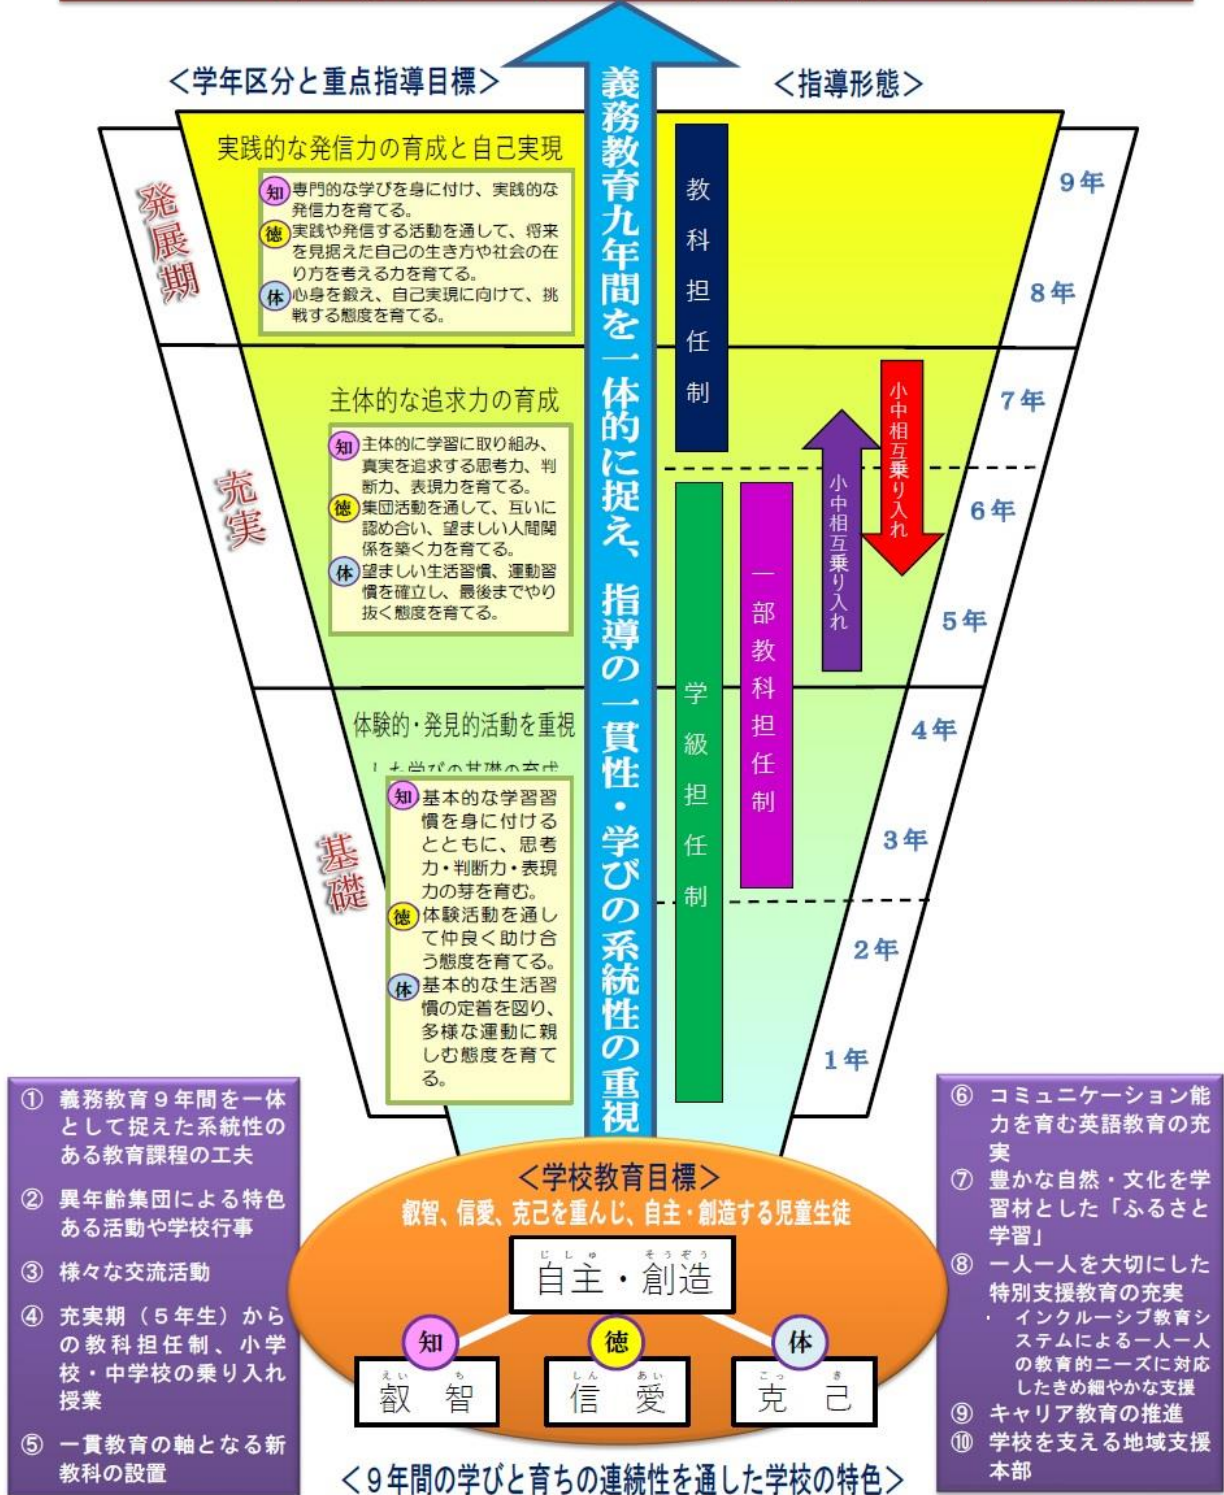 ＜学年区分と重点指導目標＞
＜指導形態＞
義務教育九年間を一体的に捉え、指導の一貫性・学びの系統性の重視
発展期
実践的な発信力の育成と自己実現
知 専門的な学びを身に付け、実践的な
発信力を育てる。
徳 実践や発信する活動を通して、将来
を見据えた自己の生き方や社会の在
り方を考える力を育てる。
体 心身を鍛え、自己実現に向けて、挑
戦する態度を育てる。
充実
主体的な追求力の育成
知 主体的に学習に取り組み、
真実を追求する思考力、判
断力、表現力を育てる。
徳 集団活動を通して、互いに
認め合い、望ましい人間関
係を築く力を育てる。
体 望ましい生活習慣、運動習
慣を確立し、最後までやり
抜く態度を育てる。
基礎
体験的・発見的活動を重視
した学びの基礎の育成
知 基本的な学習習
慣を身に付ける
とともに、思考
力・判断力・表現
力の芽を育む。
徳 体験活動を通し
て仲良く助け合
う態度を育てる。
体 基本的な生活習
慣の定着を図り、
多様な運動に親
しむ態度を育て
る。
教科担任制
学級担任制
一部教科担任制
小中相互乗り入れ
小中相互乗り入れ
9年
8年
7年
6年
5年
4年
3年
2年
1年
① 義務教育９年間を一体
として捉えた系統性の
ある教育課程の工夫
② 異年齢集団による特色
ある活動や学校行事
③ 様々な交流活動
④ 充実期（５年生）から
の教科担任制、小学
校・中学校の乗り入れ
授業
⑤ 一貫教育の軸となる新
教科の設置
＜学校教育目標＞
叡智、信愛、克己を重んじ、自主・創造する児童生徒
じしゅ そうぞう
自主・創造
知
徳
体
えい ち
叡智
しん あい
信愛
こっ き
克己
＜９年間の学びと育ちの連続性を通した学校の特色＞
⑥ コミュニケーション能
力を育む英語教育の充
実
⑦ 豊かな自然・文化を学
習材とした「ふるさと
学習」
⑧ 一人一人を大切にした
特別支援教育の充実
・ インクルーシブ教育シ
ステムによる一人一人
の教育的ニーズに対応
したきめ細やかな支援
⑨ キャリア教育の推進
⑩ 学校を支える地域支援
本部